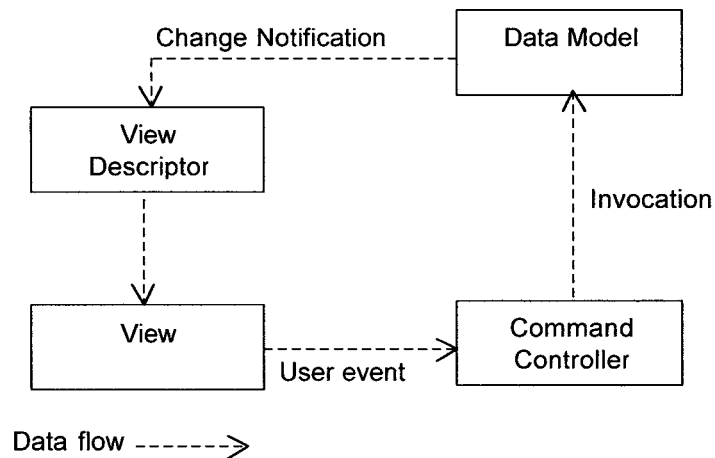 Change Notification
Data Model
View
Descriptor
Invocation
View
Command
Controller
User event
Data flow